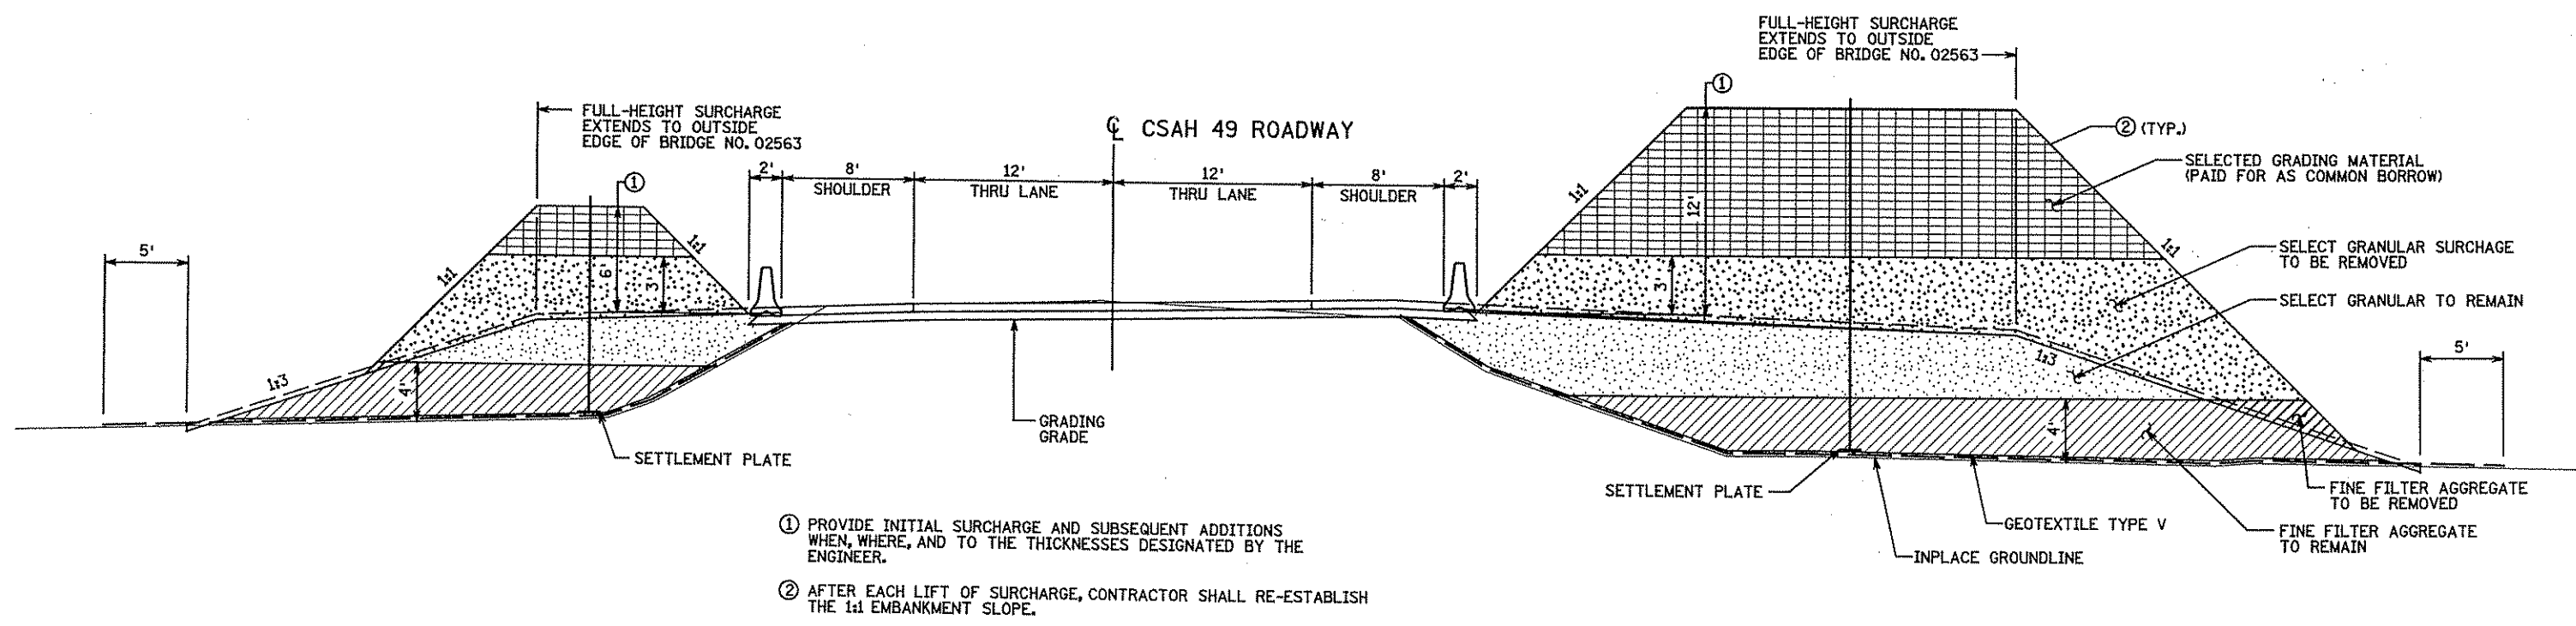 FULL-HEIGHT SURCHARGE
EXTENDS TO OUTSIDE
EDGE OF BRIDGE NO. 02563
①
FULL-HEIGHT SURCHARGE
EXTENDS TO OUTSIDE
EDGE OF BRIDGE NO. 02563
℄ CSAH 49 ROADWAY
② (TYP.)
SELECTED GRADING MATERIAL
(PAID FOR AS COMMON BORROW)
2'
8'
SHOULDER
12'
THRU LANE
12'
THRU LANE
8'
SHOULDER
2'
①
1:1
12'
1:1
5'
1:1
6'
3'
1:1
3'
SELECT GRANULAR SURCHAGE
TO BE REMOVED
SELECT GRANULAR TO REMAIN
1:3
4'
1:3
5'
GRADING
GRADE
4'
2'
SETTLEMENT PLATE
SETTLEMENT PLATE
FINE FILTER AGGREGATE
TO BE REMOVED
GEOTEXTILE TYPE V
FINE FILTER AGGREGATE
TO REMAIN
INPLACE GROUNDLINE
① PROVIDE INITIAL SURCHARGE AND SUBSEQUENT ADDITIONS
WHEN, WHERE, AND TO THE THICKNESSES DESIGNATED BY THE
ENGINEER.
② AFTER EACH LIFT OF SURCHARGE, CONTRACTOR SHALL RE-ESTABLISH
THE 1:1 EMBANKMENT SLOPE.